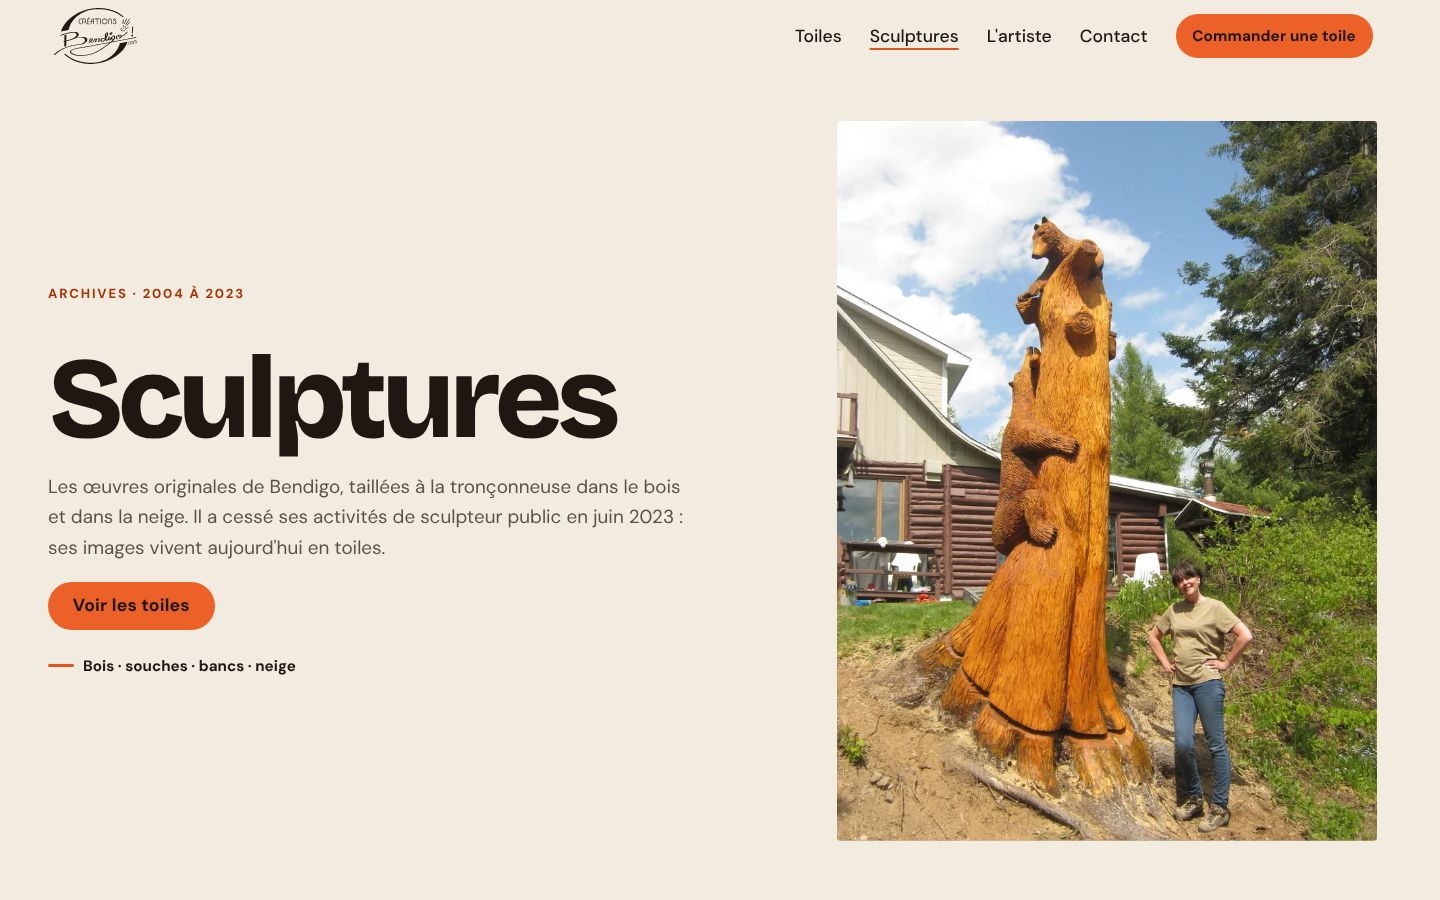 CRÉATIONS
Bendigo!
.com
Toiles
Sculptures
L'artiste
Contact
Commander une toile
ARCHIVES · 2004 À 2023
Sculptures
Les œuvres originales de Bendigo, taillées à la tronçonneuse dans le bois
et dans la neige. Il a cessé ses activités de sculpteur public en juin 2023 :
ses images vivent aujourd'hui en toiles.
Voir les toiles
Bois · souches · bancs · neige